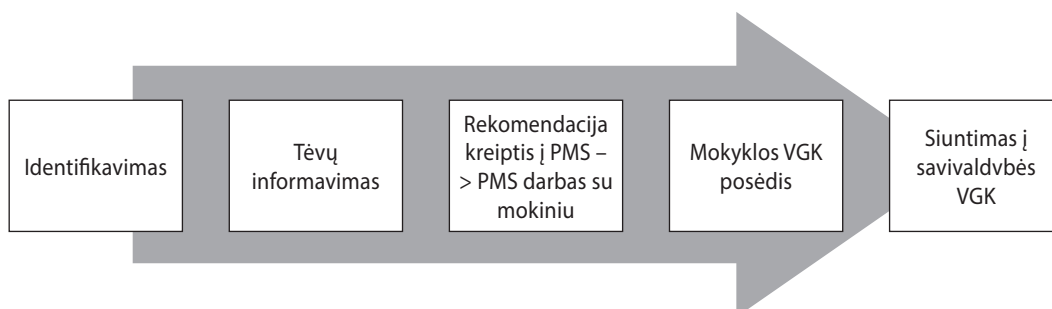 Identifikavimas
Tėvų
informavimas
Rekomendacija
kreiptis į PMS –
> PMS darbas su
mokiniu
Mokyklos VGK
posėdis
Siuntimas į
savivaldvbės
VGK